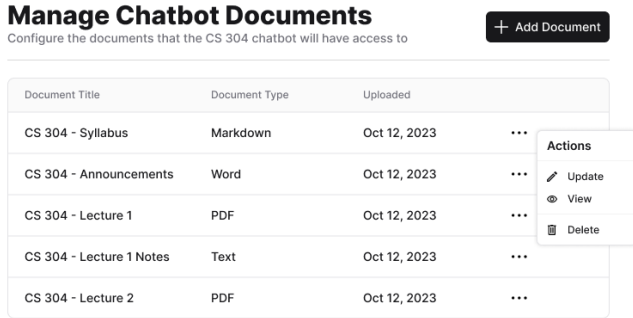 Manage Chatbot Documents
Configure the documents that the CS 304 chatbot will have access to
+ Add Document
Document Title Document Type Uploaded
CS 304 - Syllabus Markdown Oct 12, 2023 •••
Actions
CS 304 - Announcements Word Oct 12, 2023 •••
Update
View
CS 304 - Lecture 1 PDF Oct 12, 2023 •••
Delete
CS 304 - Lecture 1 Notes Text Oct 12, 2023 •••
CS 304 - Lecture 2 PDF Oct 12, 2023 •••